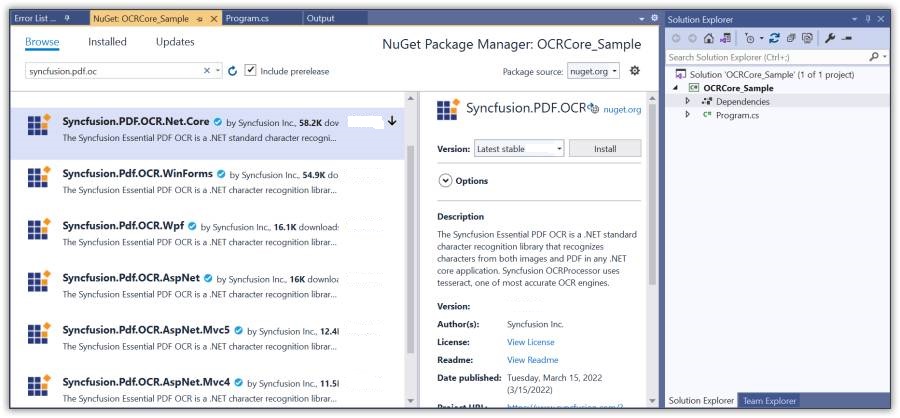 Error List ...
NuGet: OCRCore_Sample
Program.cs
Output
Browse
Installed
Updates
NuGet Package Manager: OCRCore_Sample
syncfusion.pdf.oc
Include prerelease
Package source:
nuget.org
Syncfusion.PDF.OCR.Net.Core by Syncfusion Inc., 58.2K
The Syncfusion Essential PDF OCR is a .NET standard character recogni...
Syncfusion.Pdf.OCR.WinForms by Syncfusion Inc., 54.9K
The Syncfusion Essential PDF OCR is a .NET character recognition librar...
Syncfusion.Pdf.OCR.Wpf by Syncfusion Inc., 16.1K downloads
The Syncfusion Essential PDF OCR is a .NET character recognition librar...
Syncfusion.Pdf.OCR.AspNet by Syncfusion Inc., 16K
The Syncfusion Essential PDF OCR is a .NET character recognition librar...
Syncfusion.Pdf.OCR.AspNet.Mvc5 by Syncfusion Inc., 12.4
The Syncfusion Essential PDF OCR is a .NET character recognition librar...
Syncfusion.Pdf.OCR.AspNet.Mvc4 by Syncfusion Inc., 11.5
The Syncfusion Essential PDF OCR is a .NET character recognition librar...
Syncfusion.PDF.OCR
nuget.org
Version:
Latest stable
Install
Options
Description
The Syncfusion Essential PDF OCR is a .NET standard
character recognition library that recognizes
characters from both images and PDF in any .NET
core application. Syncfusion OCRProcessor uses
tesseract, one of most accurate OCR engines.
Version:
Author(s): Syncfusion Inc.
License: View License
Readme: View Readme
Date published: Tuesday, March 15, 2022
(3/15/2022)
Project URL: https://www.syncfusion.com/?
Solution Explorer
Search Solution Explorer (Ctrl+;)
Solution 'OCRCore_Sample' (1 of 1 project)
OCRCore_Sample
Dependencies
Program.cs
Solution Explorer
Team Explorer